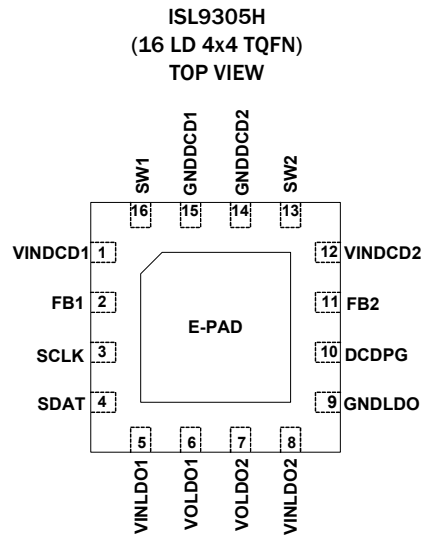 ISL9305H
(16 LD 4x4 TQFN)
TOP VIEW
SW1
GNDDCD1
GNDDCD2
SW2
16
15
14
13
VINDCD1 1
12 VINDCD2
FB1 2
11 FB2
E-PAD
SCLK 3
10 DCDPG
SDAT 4
9 GNDLDO
5
6
7
8
VINLDO1
VOLDO1
VOLDO2
VINLDO2